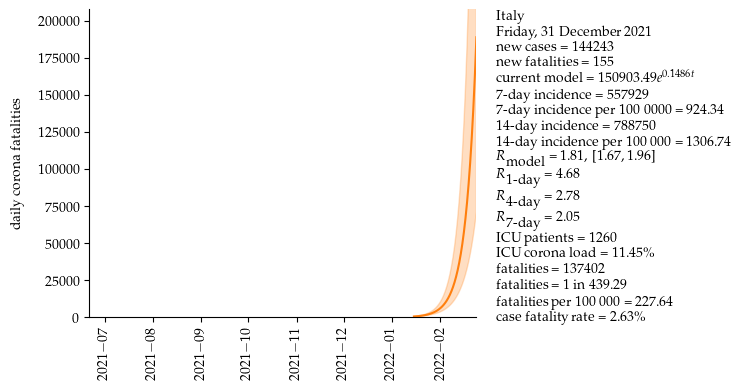 200000
175000
150000
125000
100000
75000
50000
25000
0
daily corona fatalities
2021−07
2021−08
2021−09
2021−10
2021−11
2021−12
2022−01
2022−02
Italy
Friday, 31 December 2021
new cases = 144243
new fatalities = 155
current model = 150903.49e^0.1486t
7-day incidence = 557929
7-day incidence per 100 0000 = 924.34
14-day incidence = 788750
14-day incidence per 100 000 = 1306.74
R_model = 1.81, [1.67, 1.96]
R_1-day = 4.68
R_4-day = 2.78
R_7-day = 2.05
ICU patients = 1260
ICU corona load = 11.45%
fatalities = 137402
fatalities = 1 in 439.29
fatalities per 100 000 = 227.64
case fatality rate = 2.63%